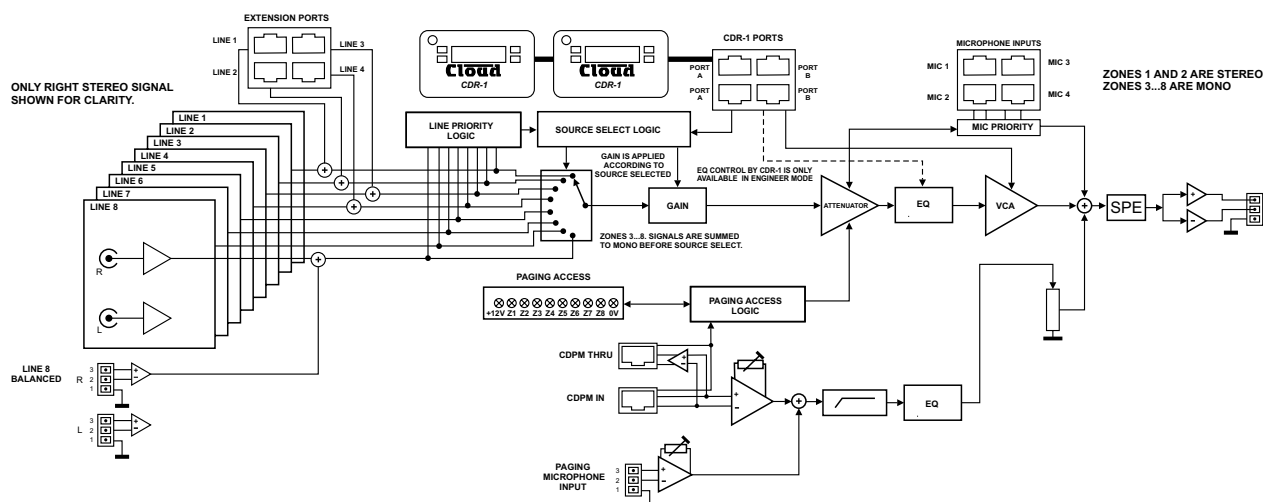 EXTENSION PORTS
LINE 1
LINE 3
LINE 2
LINE 4
ONLY RIGHT STEREO SIGNAL
SHOWN FOR CLARITY.
LINE 1
LINE 2
LINE 3
LINE 4
LINE 5
LINE 6
LINE 7
LINE 8
R
L
LINE 8
BALANCED
R
3
2
1
+
−
L
3
2
1
+
−
Cloud
CDR-1
Cloud
CDR-1
CDR-1 PORTS
PORT
A
PORT
B
PORT
A
PORT
B
MICROPHONE INPUTS
MIC 1
MIC 3
MIC 2
MIC 4
MIC PRIORITY
ZONES 1 AND 2 ARE STEREO
ZONES 3...8 ARE MONO
LINE PRIORITY
LOGIC
SOURCE SELECT LOGIC
GAIN IS APPLIED
ACCORDING TO
SOURCE SELECTED
EQ CONTROL BY CDR-1 IS ONLY
AVAILABLE IN ENGINEER MODE
GAIN
ATTENUATOR
EQ
VCA
SPE
+
−
ZONES 3...8. SIGNALS ARE SUMMED
TO MONO BEFORE SOURCE SELECT.
PAGING ACCESS
+12V Z1 Z2 Z3 Z4 Z5 Z6 Z7 Z8 0V
PAGING ACCESS
LOGIC
CDPM THRU
+
−
CDPM IN
+
−
EQ
PAGING
MICROPHONE
INPUT
3
2
1
+
−